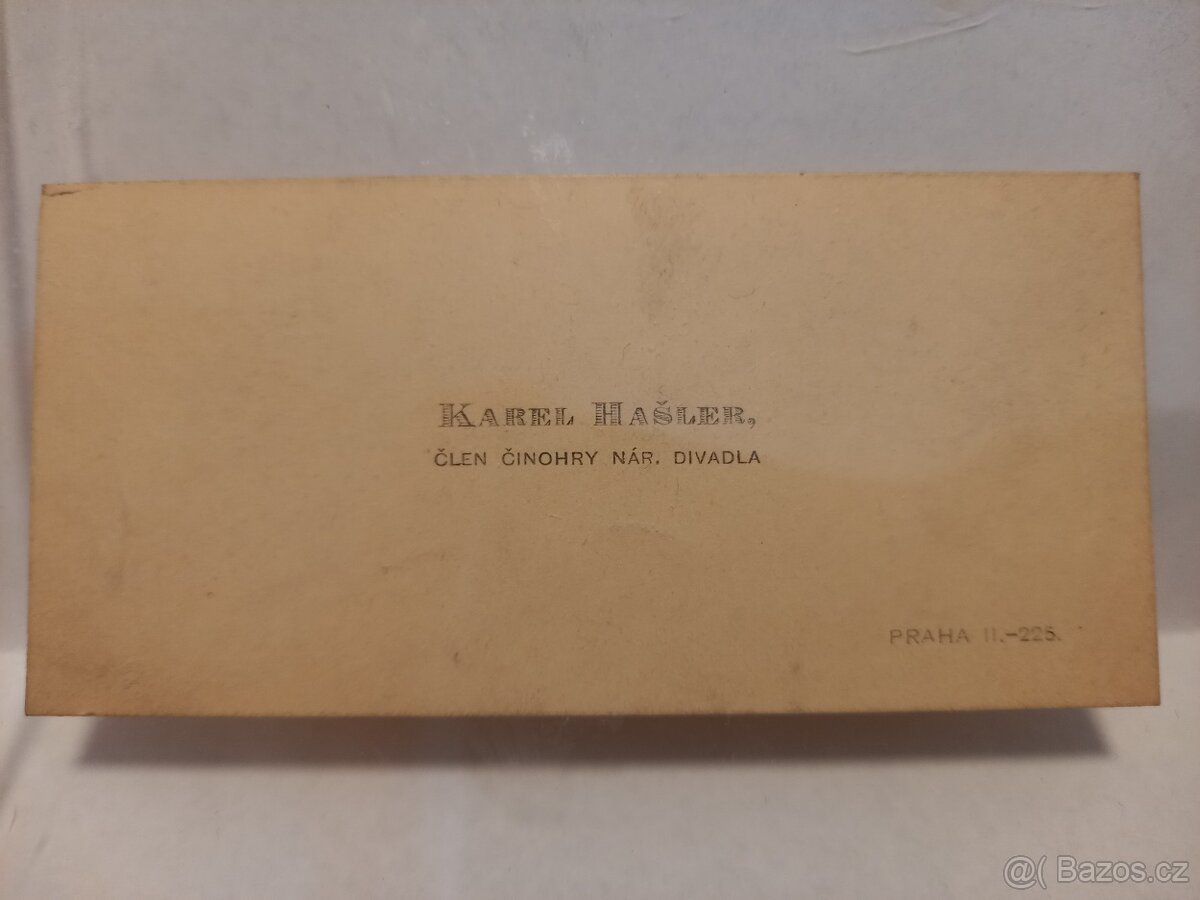 Karel Hašler,
ČLEN ČINOHRY NÁR. DIVADLA
PRAHA II.-225.
@( Bazos.cz